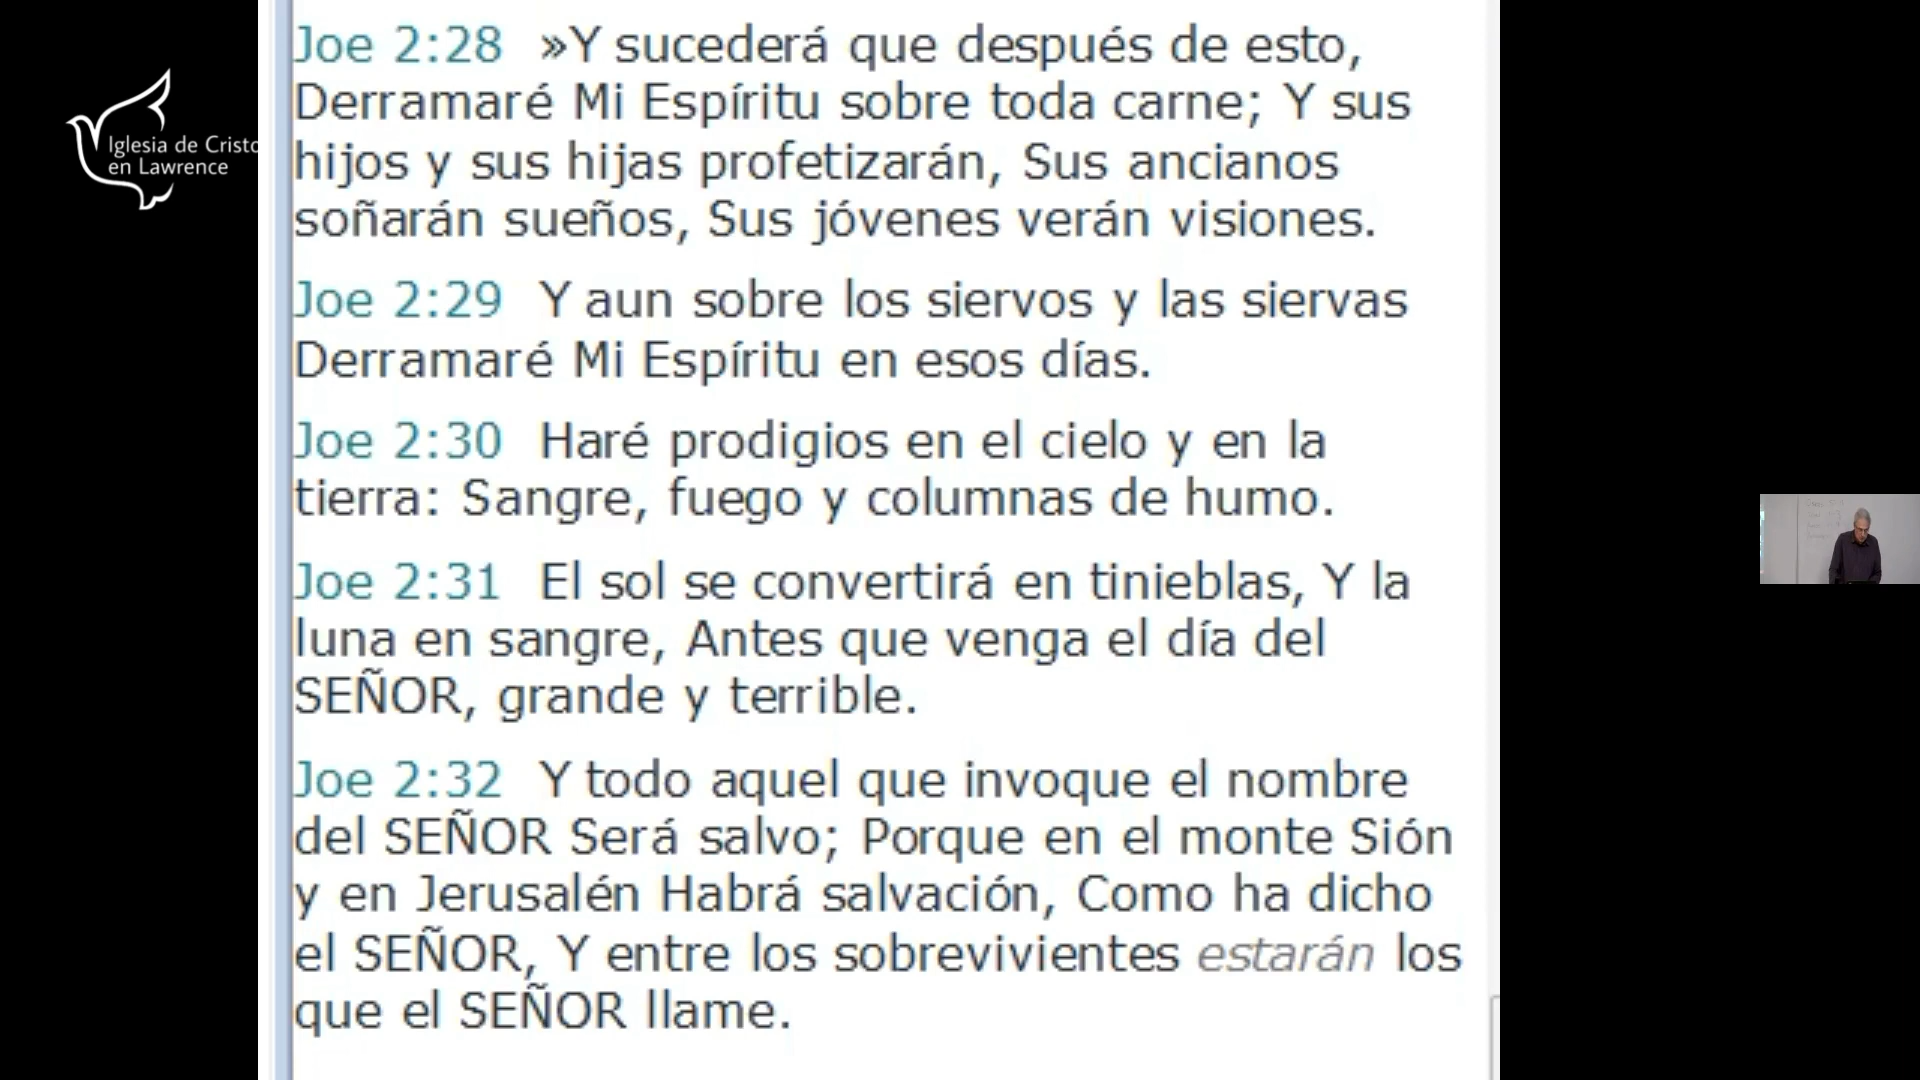 Iglesia de Cristo
en Lawrence
Joe 2:28 »Y sucederá que después de esto,
Derramaré Mi Espíritu sobre toda carne; Y sus
hijos y sus hijas profetizarán, Sus ancianos
soñarán sueños, Sus jóvenes verán visiones.
Joe 2:29 Y aun sobre los siervos y las siervas
Derramaré Mi Espíritu en esos días.
Joe 2:30 Haré prodigios en el cielo y en la
tierra: Sangre, fuego y columnas de humo.
Joe 2:31 El sol se convertirá en tinieblas, Y la
luna en sangre, Antes que venga el día del
SEÑOR, grande y terrible.
Joe 2:32 Y todo aquel que invoque el nombre
del SEÑOR Será salvo; Porque en el monte Sión
y en Jerusalén Habrá salvación, Como ha dicho
el SEÑOR, Y entre los sobrevivientes estarán los
que el SEÑOR llame.